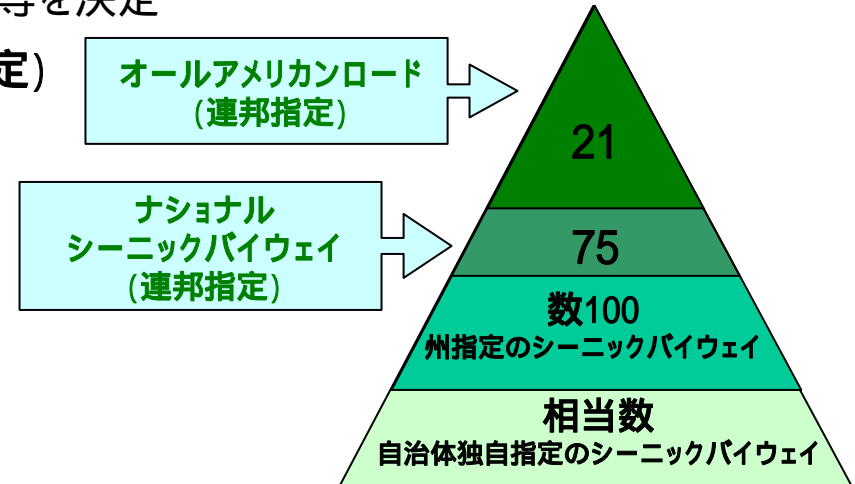 等を決定
定)
オールアメリカンロード
(連邦指定)
21
ナショナル
シーニックバイウェイ
(連邦指定)
75
数100
州指定のシーニックバイウェイ
相当数
自治体独自指定のシーニックバイウェイ